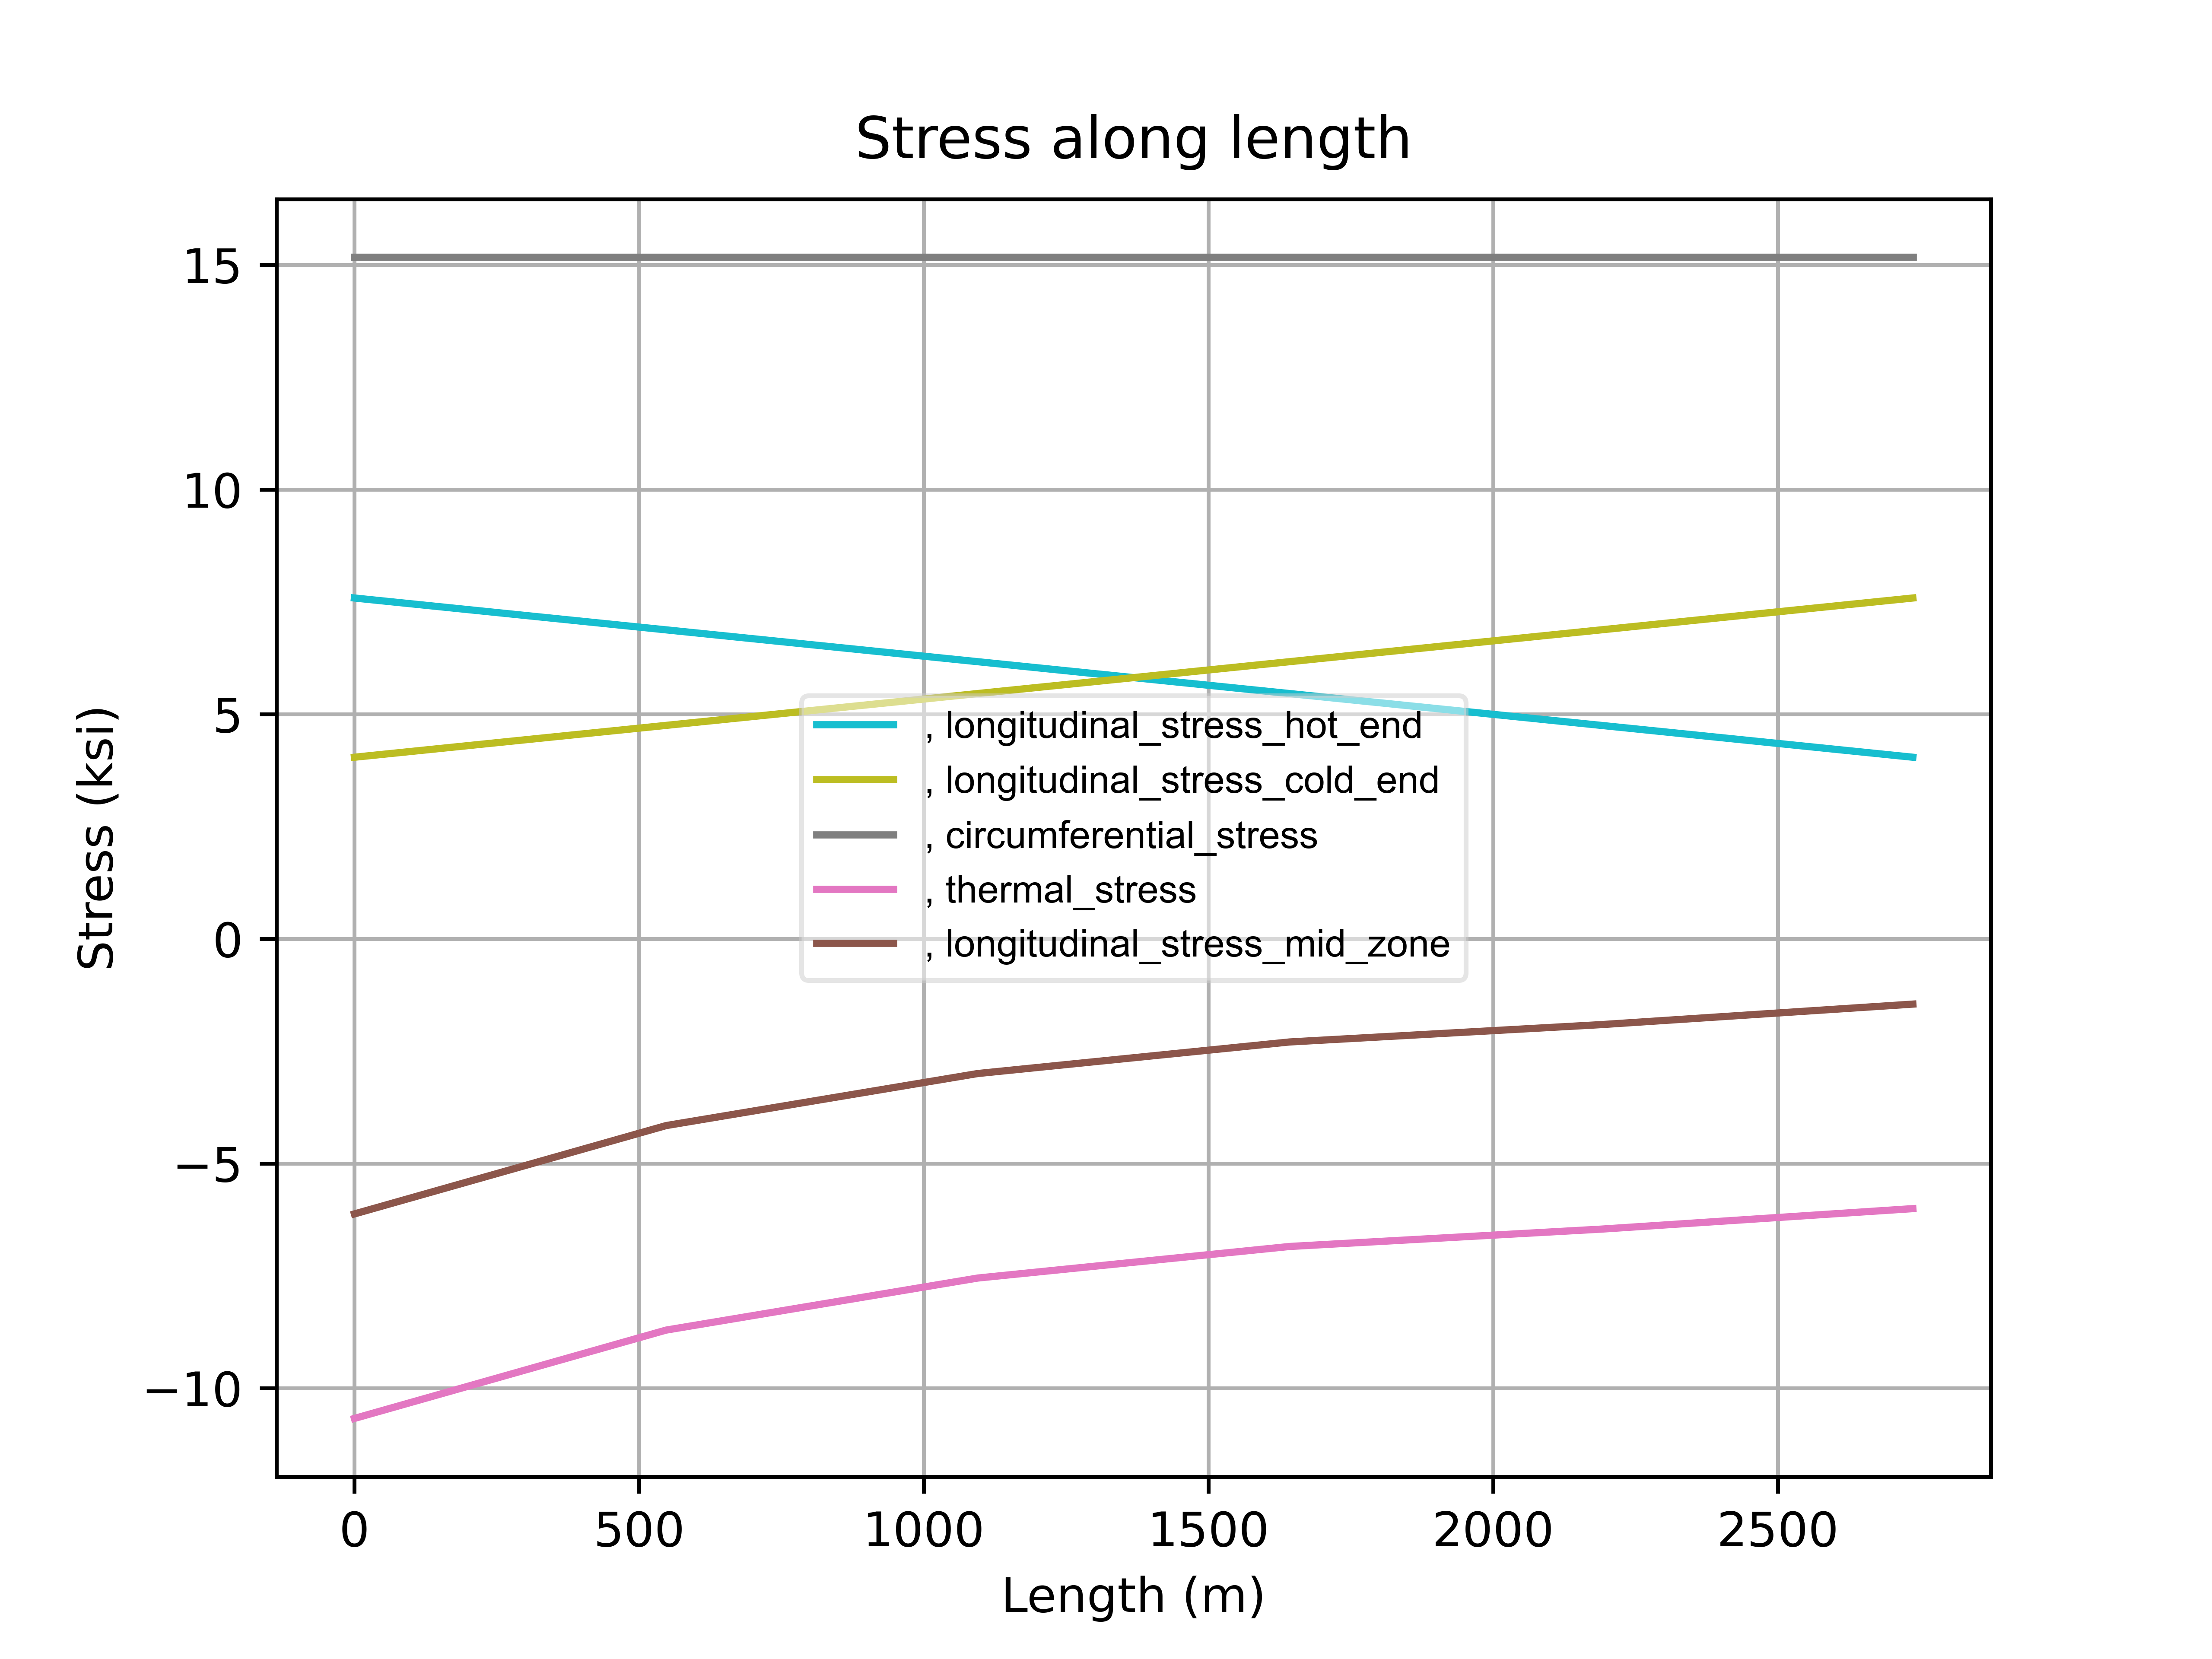 Stress along length
15
10
5
0
−5
−10
Stress (ksi)
, longitudinal_stress_hot_end
, longitudinal_stress_cold_end
, circumferential_stress
, thermal_stress
, longitudinal_stress_mid_zone
0 500 1000 1500 2000 2500
Length (m)